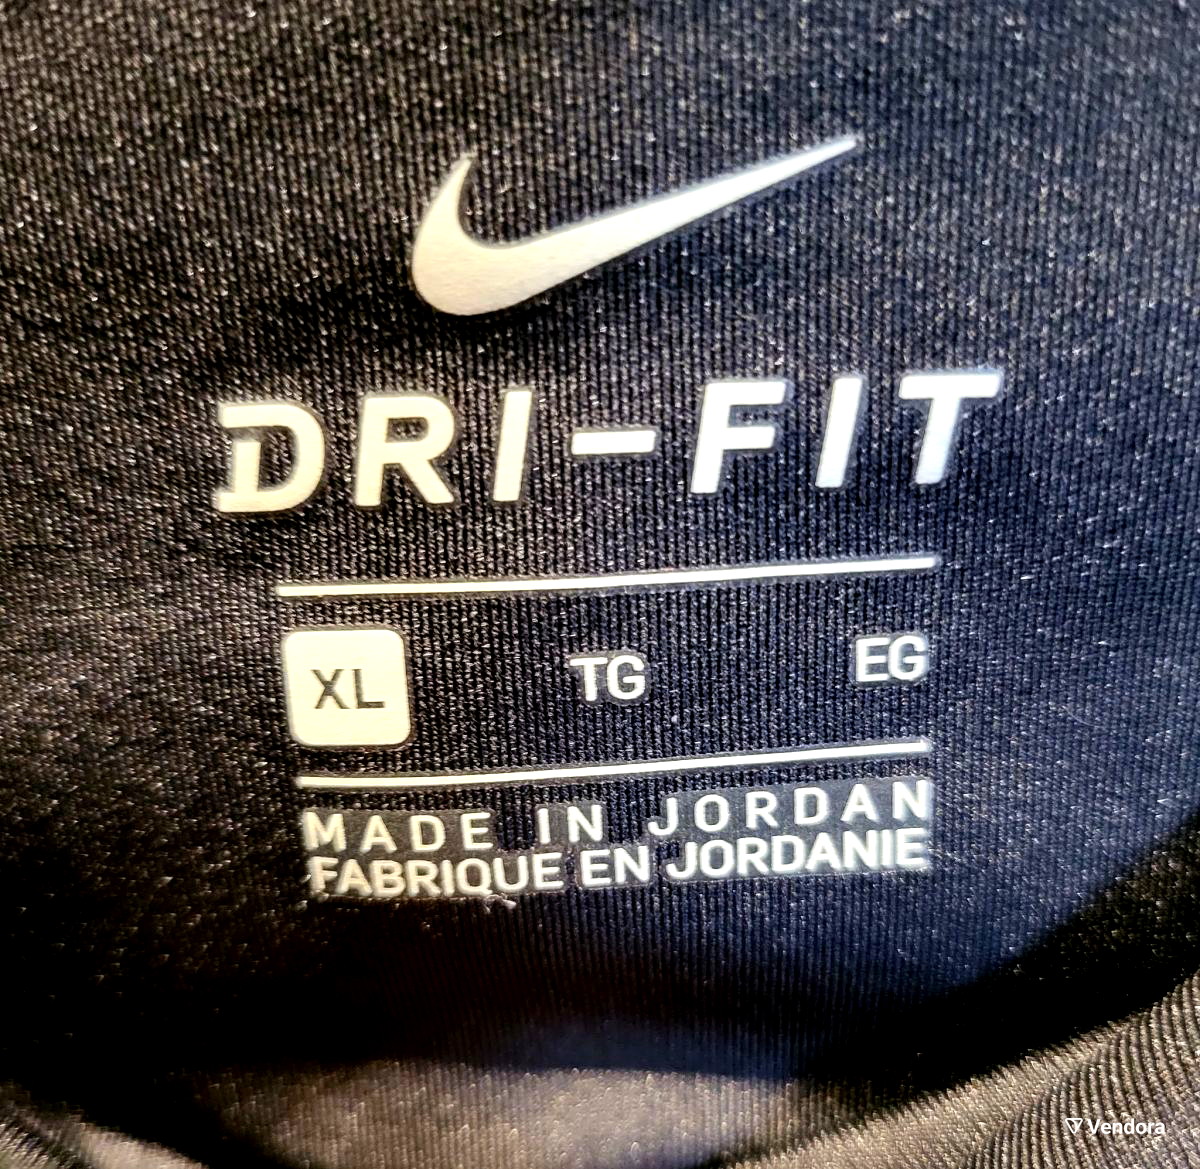 DRI-FIT
XL TG EG
MADE IN JORDAN
FABRIQUE EN JORDANIE
Vendora